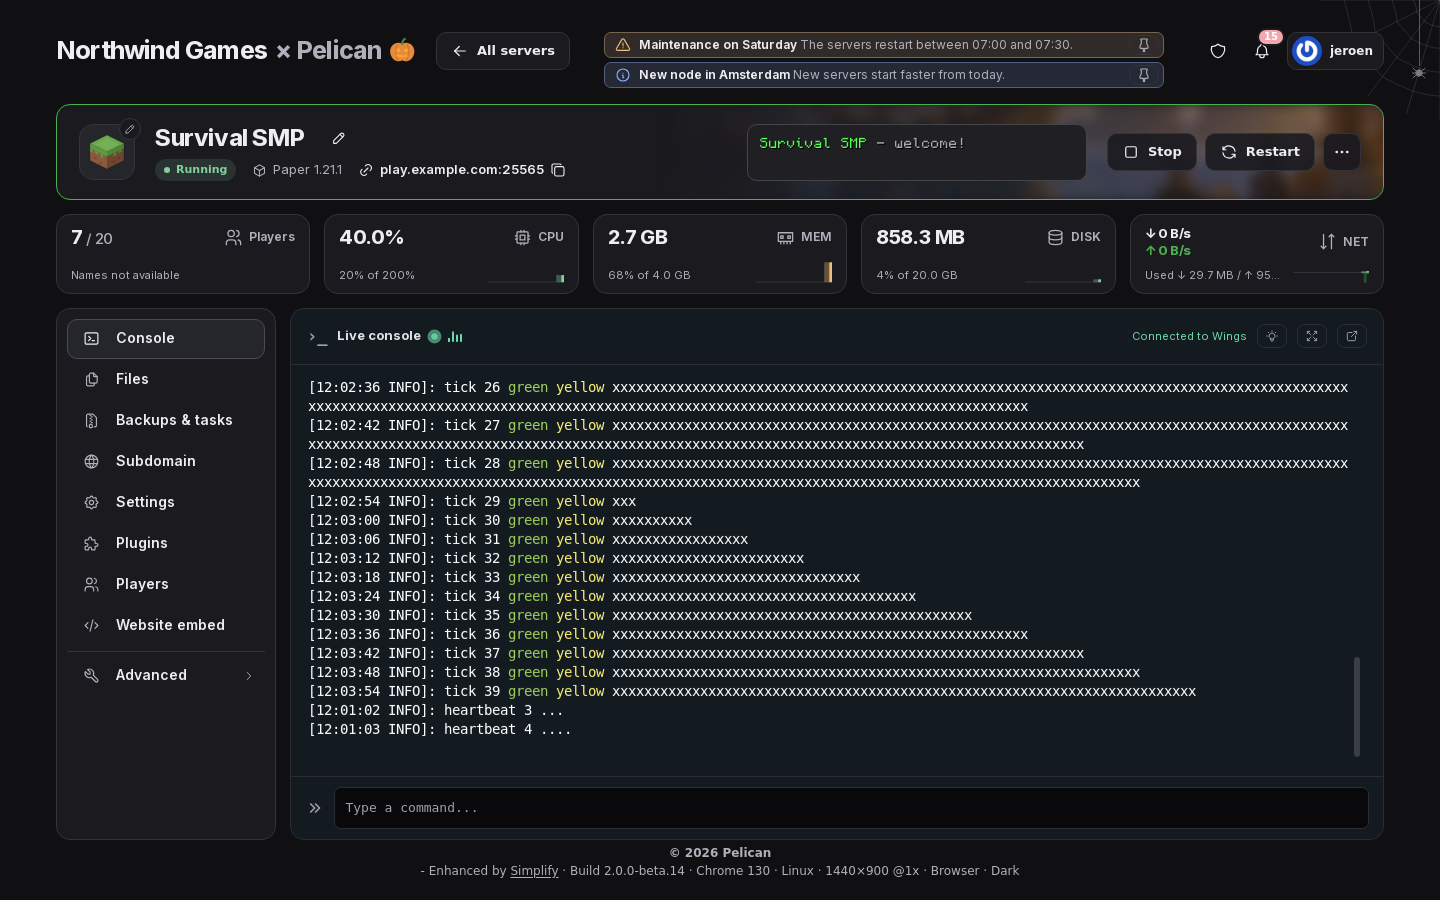 Northwind Games × Pelican 🎃
All servers
Maintenance on Saturday The servers restart between 07:00 and 07:30.
New node in Amsterdam New servers start faster from today.
15
jeroen
Survival SMP
Running
Paper 1.21.1
play.example.com:25565
Survival SMP - welcome!
Stop
Restart
7 / 20
Players
Names not available
40.0%
CPU
20% of 200%
2.7 GB
MEM
68% of 4.0 GB
858.3 MB
DISK
4% of 20.0 GB
↓ 0 B/s
↑ 0 B/s
NET
Used ↓ 29.7 MB / ↑ 95...
Console
Files
Backups & tasks
Subdomain
Settings
Plugins
Players
Website embed
Advanced
Live console
Connected to Wings
[12:02:36 INFO]: tick 26 green yellow xxxxxxxxxxxxxxxxxxxxxxxxxxxxxxxxxxxxxxxxxxxxxxxxxxxxxxxxxxxxxxxxxxxxxxxxxxxxxxxxxxxxxxxxxxxx
xxxxxxxxxxxxxxxxxxxxxxxxxxxxxxxxxxxxxxxxxxxxxxxxxxxxxxxxxxxxxxxxxxxxxxxxxxxxxxxxxxxxxxxxxx
[12:02:42 INFO]: tick 27 green yellow xxxxxxxxxxxxxxxxxxxxxxxxxxxxxxxxxxxxxxxxxxxxxxxxxxxxxxxxxxxxxxxxxxxxxxxxxxxxxxxxxxxxxxxxxxxx
xxxxxxxxxxxxxxxxxxxxxxxxxxxxxxxxxxxxxxxxxxxxxxxxxxxxxxxxxxxxxxxxxxxxxxxxxxxxxxxxxxxxxxxxxxxxxxxxx
[12:02:48 INFO]: tick 28 green yellow xxxxxxxxxxxxxxxxxxxxxxxxxxxxxxxxxxxxxxxxxxxxxxxxxxxxxxxxxxxxxxxxxxxxxxxxxxxxxxxxxxxxxxxxxxxx
xxxxxxxxxxxxxxxxxxxxxxxxxxxxxxxxxxxxxxxxxxxxxxxxxxxxxxxxxxxxxxxxxxxxxxxxxxxxxxxxxxxxxxxxxxxxxxxxxxxxxxxx
[12:02:54 INFO]: tick 29 green yellow xxx
[12:03:00 INFO]: tick 30 green yellow xxxxxxxxxx
[12:03:06 INFO]: tick 31 green yellow xxxxxxxxxxxxxxxxx
[12:03:12 INFO]: tick 32 green yellow xxxxxxxxxxxxxxxxxxxxxxxx
[12:03:18 INFO]: tick 33 green yellow xxxxxxxxxxxxxxxxxxxxxxxxxxxxxxx
[12:03:24 INFO]: tick 34 green yellow xxxxxxxxxxxxxxxxxxxxxxxxxxxxxxxxxxxxxx
[12:03:30 INFO]: tick 35 green yellow xxxxxxxxxxxxxxxxxxxxxxxxxxxxxxxxxxxxxxxxxxxxx
[12:03:36 INFO]: tick 36 green yellow xxxxxxxxxxxxxxxxxxxxxxxxxxxxxxxxxxxxxxxxxxxxxxxxxxxx
[12:03:42 INFO]: tick 37 green yellow xxxxxxxxxxxxxxxxxxxxxxxxxxxxxxxxxxxxxxxxxxxxxxxxxxxxxxxxxxx
[12:03:48 INFO]: tick 38 green yellow xxxxxxxxxxxxxxxxxxxxxxxxxxxxxxxxxxxxxxxxxxxxxxxxxxxxxxxxxxxxxxxxxx
[12:03:54 INFO]: tick 39 green yellow xxxxxxxxxxxxxxxxxxxxxxxxxxxxxxxxxxxxxxxxxxxxxxxxxxxxxxxxxxxxxxxxxxxxxxxxx
[12:01:02 INFO]: heartbeat 3 ...
[12:01:03 INFO]: heartbeat 4 ....
Type a command...
© 2026 Pelican
- Enhanced by Simplify · Build 2.0.0-beta.14 · Chrome 130 · Linux · 1440×900 @1x · Browser · Dark